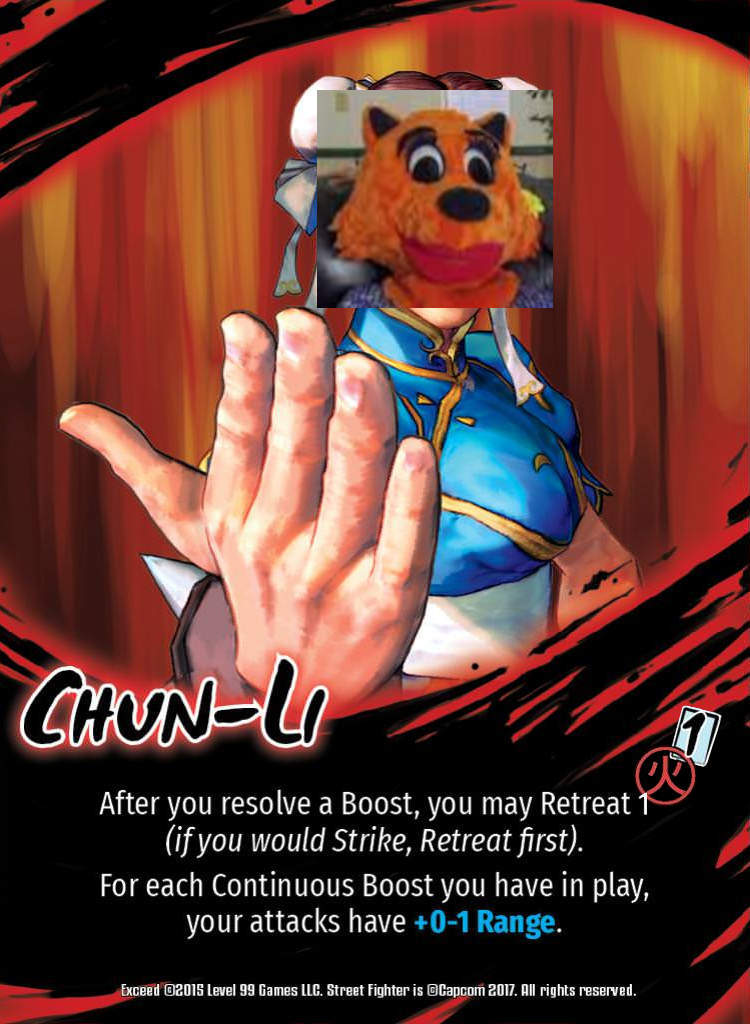 Chun-Li
1
火
After you resolve a Boost, you may Retreat 1
(if you would Strike, Retreat first).
For each Continuous Boost you have in play,
your attacks have +0-1 Range.
Exceed ©2015 Level 99 Games LLC. Street Fighter is ©Capcom 2017. All rights reserved.